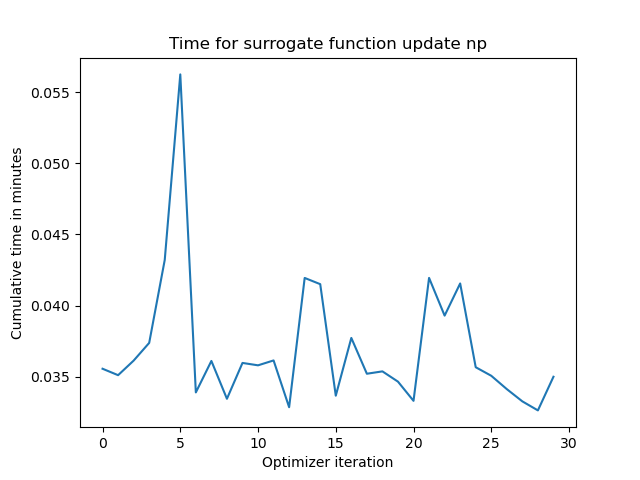 Time for surrogate function update np
Cumulative time in minutes
0.055
0.050
0.045
0.040
0.035
0 5 10 15 20 25 30
Optimizer iteration